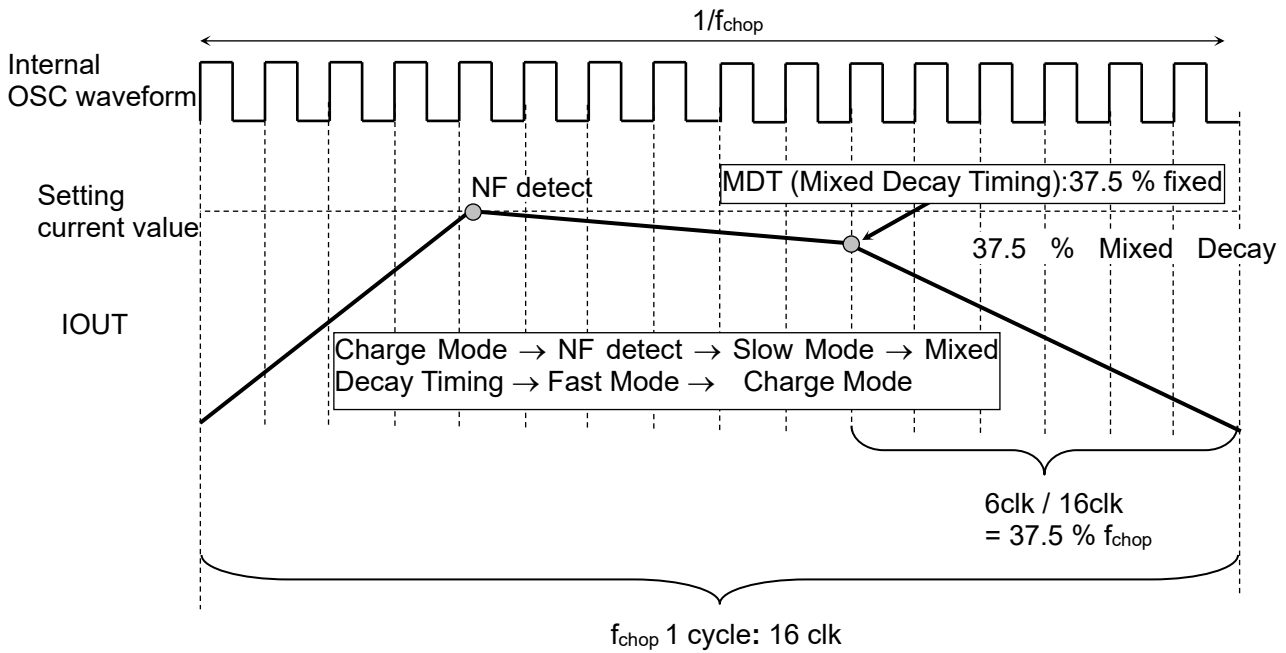 1/fchop
Internal
OSC waveform
NF detect
MDT (Mixed Decay Timing):37.5 % fixed
Setting
current value
37.5 % Mixed Decay
IOUT
Charge Mode → NF detect → Slow Mode → Mixed
Decay Timing → Fast Mode → Charge Mode
6clk / 16clk
= 37.5 % fchop
fchop 1 cycle: 16 clk